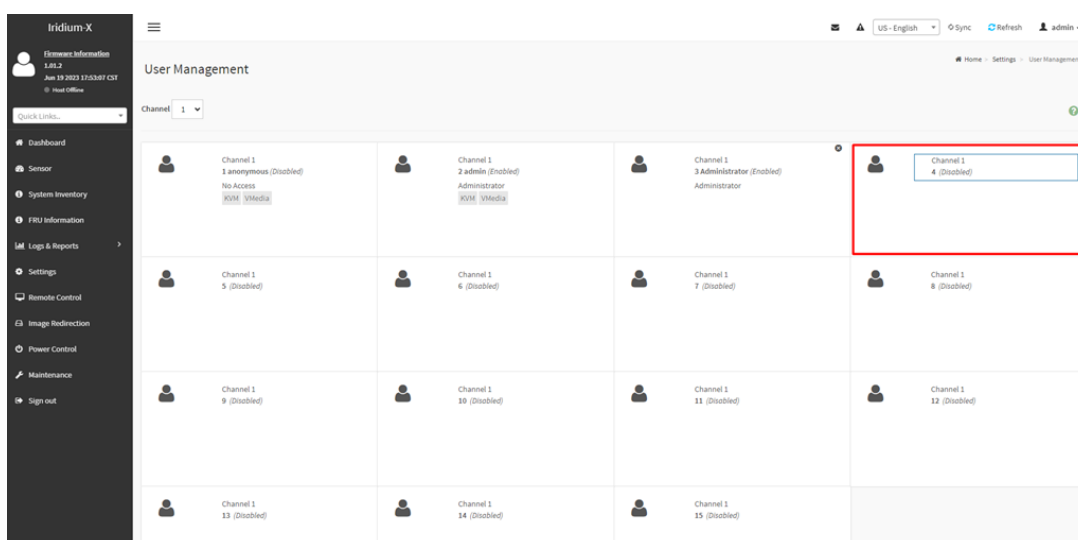 Iridium-X
US - English
Sync
Refresh
admin
Firmware Information
1.01.2
Jun 19 2023 17:53:07 CST
Host Offline
User Management
Home
Settings
User Management
Quick Links...
Channel 1
Dashboard
Sensor
System Inventory
FRU Information
Logs & Reports
Settings
Remote Control
Image Redirection
Power Control
Maintenance
Sign out
Channel 1
1 anonymous (Disabled)
No Access
KVM VMedia
Channel 1
2 admin (Enabled)
Administrator
KVM VMedia
Channel 1
3 Administrator (Enabled)
Administrator
Channel 1
4 (Disabled)
Channel 1
5 (Disabled)
Channel 1
6 (Disabled)
Channel 1
7 (Disabled)
Channel 1
8 (Disabled)
Channel 1
9 (Disabled)
Channel 1
10 (Disabled)
Channel 1
11 (Disabled)
Channel 1
12 (Disabled)
Channel 1
13 (Disabled)
Channel 1
14 (Disabled)
Channel 1
15 (Disabled)